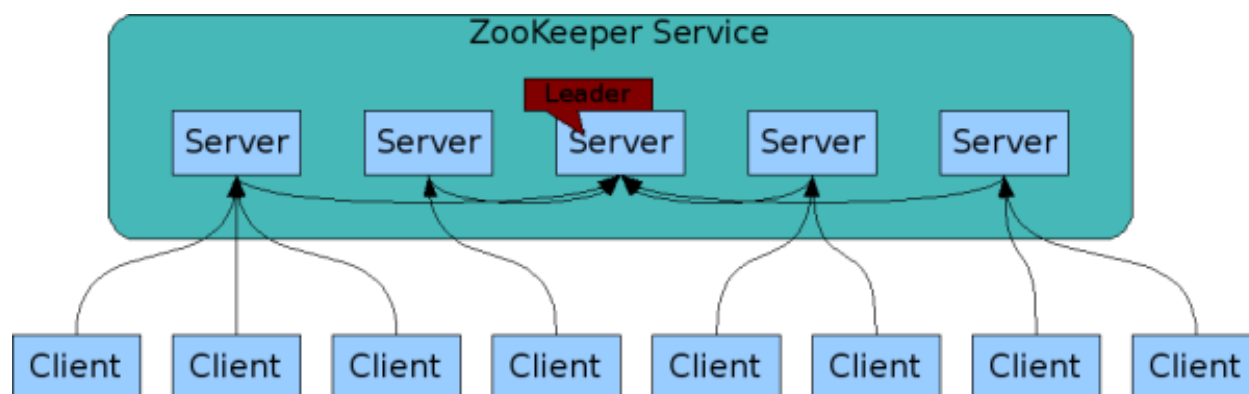 ZooKeeper Service
Leader
Server Server Server Server Server
Client Client Client Client Client Client Client Client